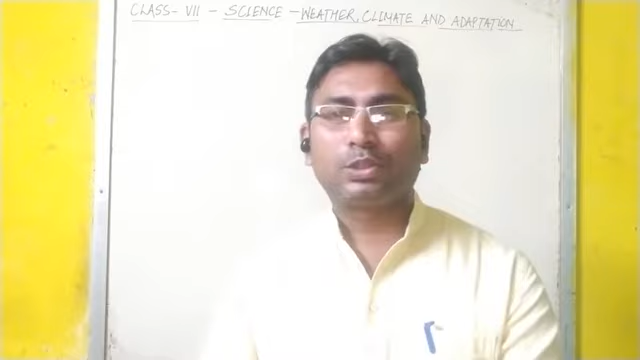 CLASS- VII - SCIENCE - WEATHER, CLIMATE AND ADAPTATION